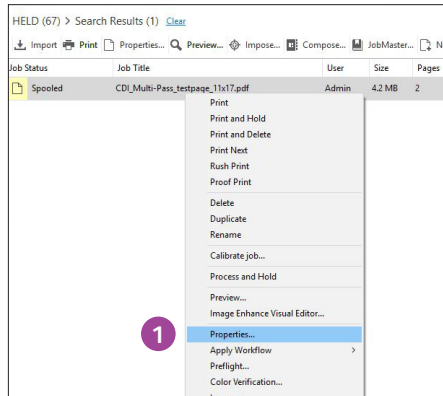 HELD (67) > Search Results (1) Clear
Import Print Properties... Preview... Impose... Compose... JobMaster... N
Job Status Job Title User Size Pages
Spooled CDI_Multi-Pass_testpage_11x17.pdf Admin 4.2 MB 2
Print
Print and Hold
Print and Delete
Print Next
Rush Print
Proof Print
Delete
Duplicate
Rename
Calibrate job...
Process and Hold
Preview...
Image Enhance Visual Editor...
1 Properties...
Apply Workflow >
Preflight...
Color Verification...